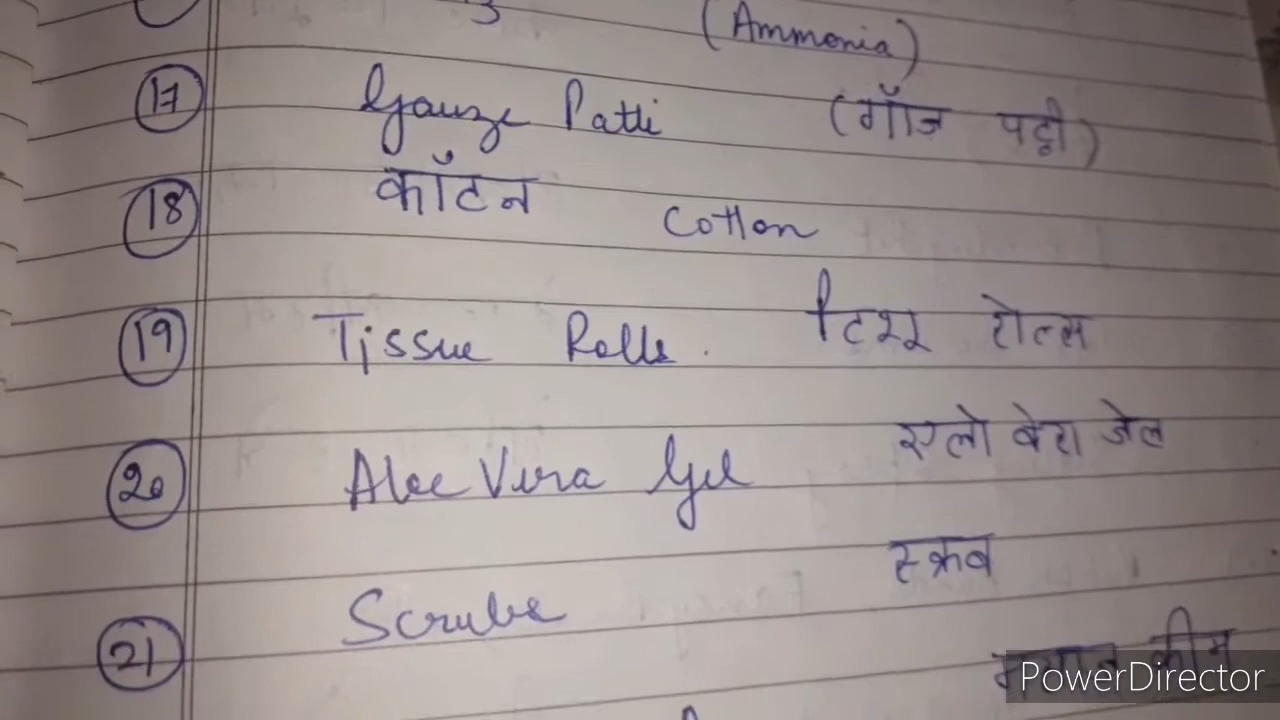 (Ammonia)
17 Gauze Patti (गॉज पट्टी)
18 कॉटन Cotton
19 Tissue Rolls. टिशू रोल्स
20 Aloe Vera Gel एलो वेरा जेल
21 Scrubs स्क्रब
क्रीम
PowerDirector